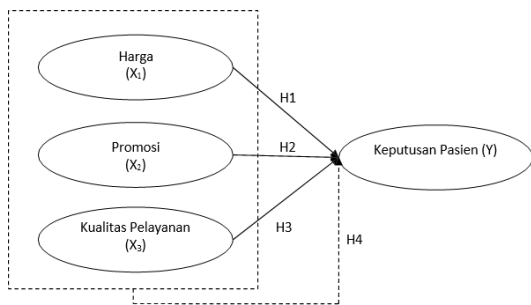 Harga
(X₁)
H1
Promosi
(X₂)
H2
Keputusan Pasien (Y)
Kualitas Pelayanan
(X₃)
H3
H4